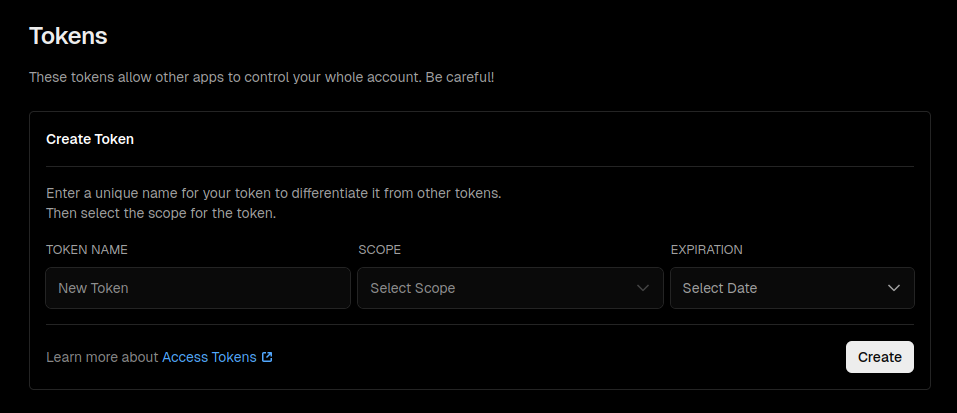 Tokens
These tokens allow other apps to control your whole account. Be careful!
Create Token
Enter a unique name for your token to differentiate it from other tokens.
Then select the scope for the token.
TOKEN NAME
SCOPE
EXPIRATION
New Token
Select Scope
Select Date
Learn more about Access Tokens
Create